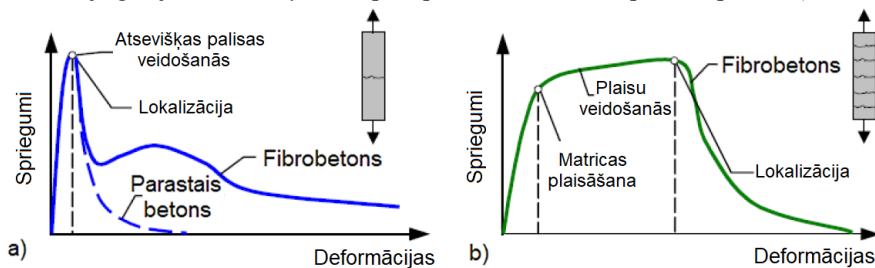 Atsevišķas palisas
veidošanās
Lokalizācija
Spriegumi
Fibrobetons
Parastais
betons
a)
Deformācijas
Fibrobetons
Plaisu
veidošanās
Spriegumi
Matricas
plaisāšana
Lokalizācija
b)
Deformācijas